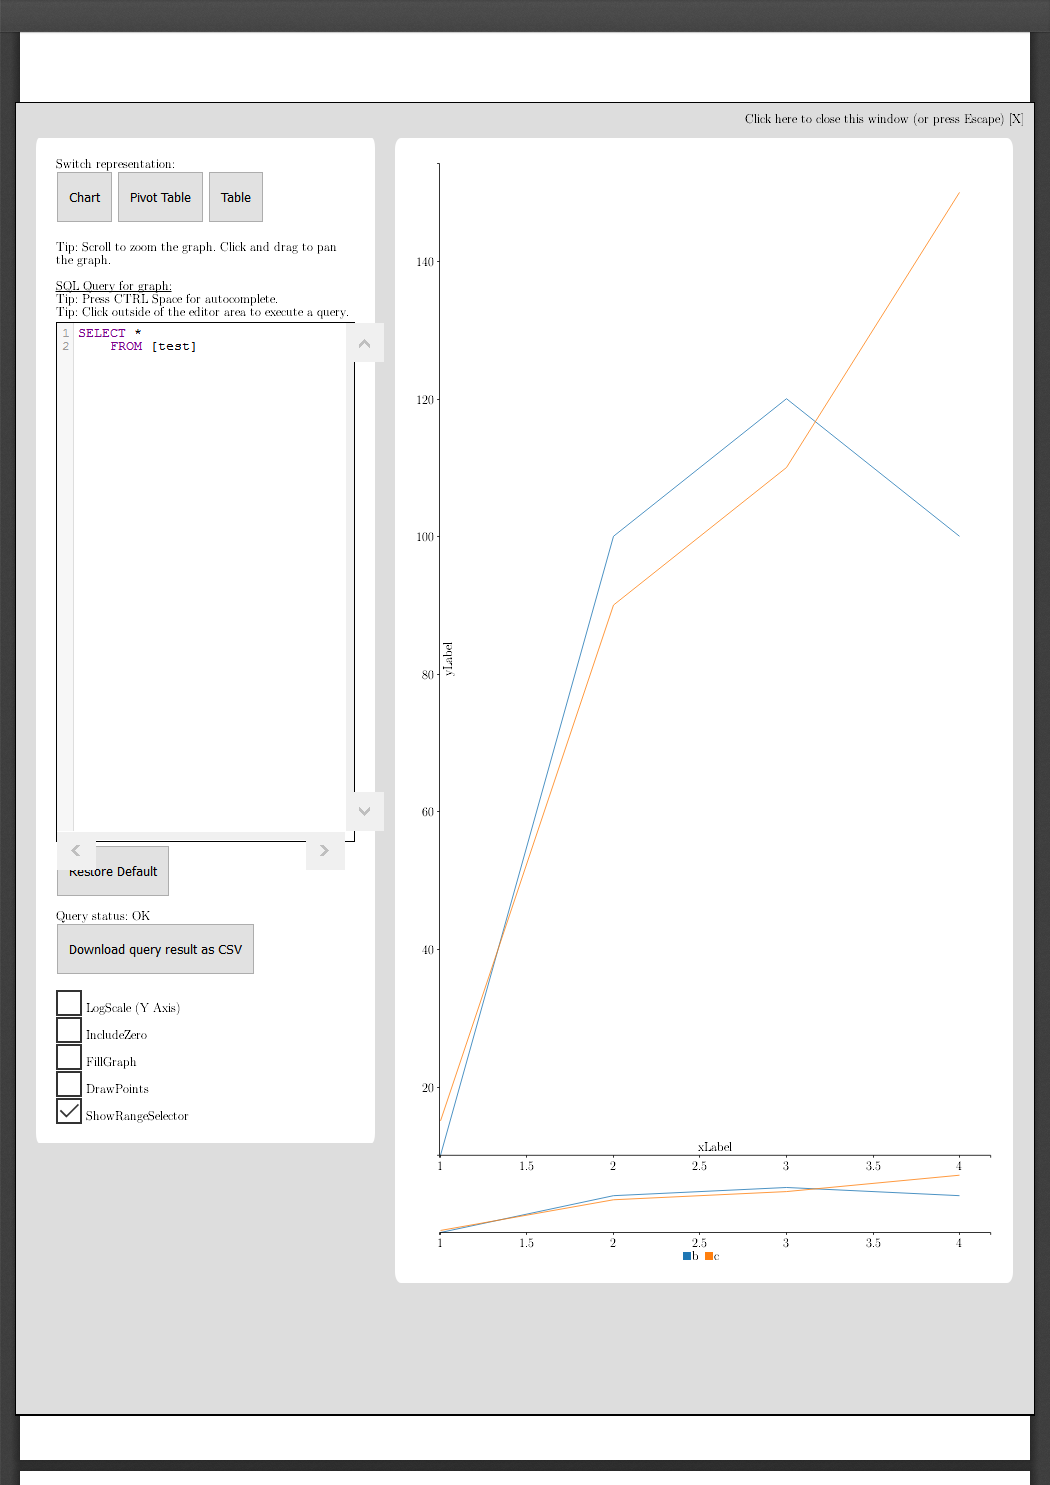 Click here to close this window (or press Escape) [X]
Switch representation:
Chart Pivot Table Table
Tip: Scroll to zoom the graph. Click and drag to pan
the graph.
SQL Query for graph:
Tip: Press CTRL Space for autocomplete.
Tip: Click outside of the editor area to execute a query.
1 SELECT *
2 FROM [test]
Restore Default
Query status: OK
Download query result as CSV
LogScale (Y Axis)
IncludeZero
FillGraph
DrawPoints
ShowRangeSelector
140
120
100
80
60
40
20
yLabel
xLabel
1 1.5 2 2.5 3 3.5 4
1 1.5 2 2.5 3 3.5 4
b c